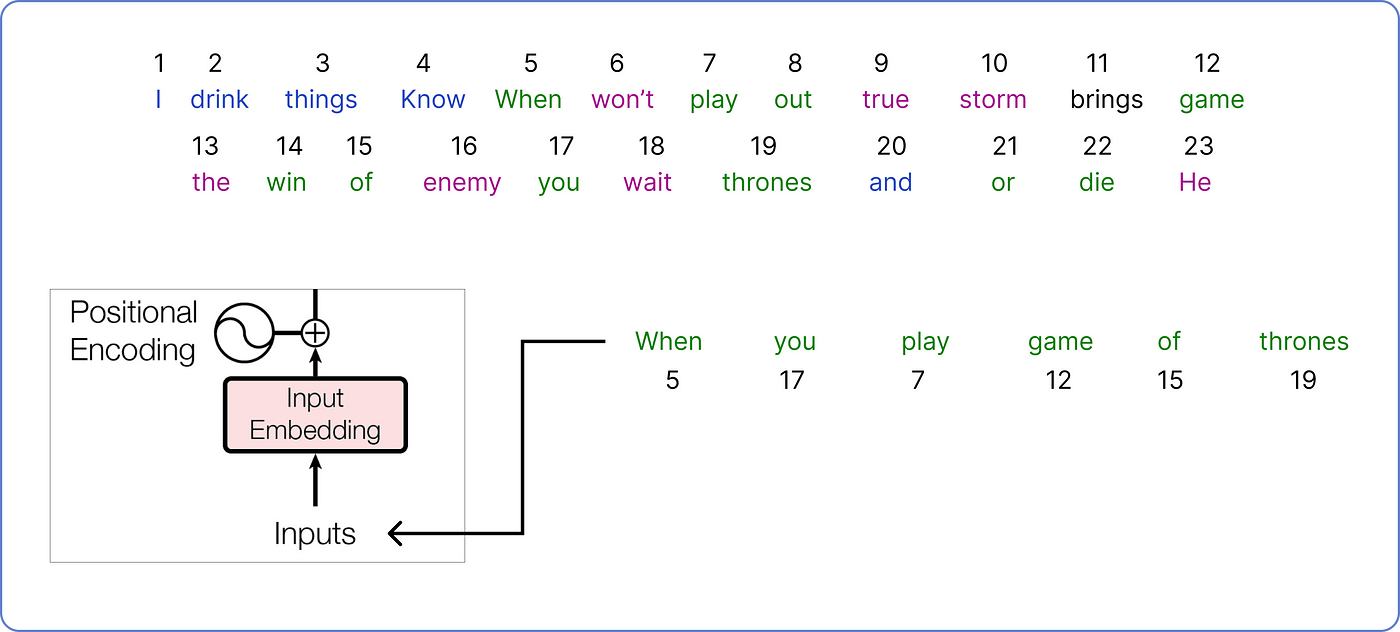 1 2 3 4 5 6 7 8 9 10 11 12
I drink things Know When won’t play out true storm brings game
13 14 15 16 17 18 19 20 21 22 23
the win of enemy you wait thrones and or die He
Positional
Encoding
Input
Embedding
Inputs
When you play game of thrones
5 17 7 12 15 19